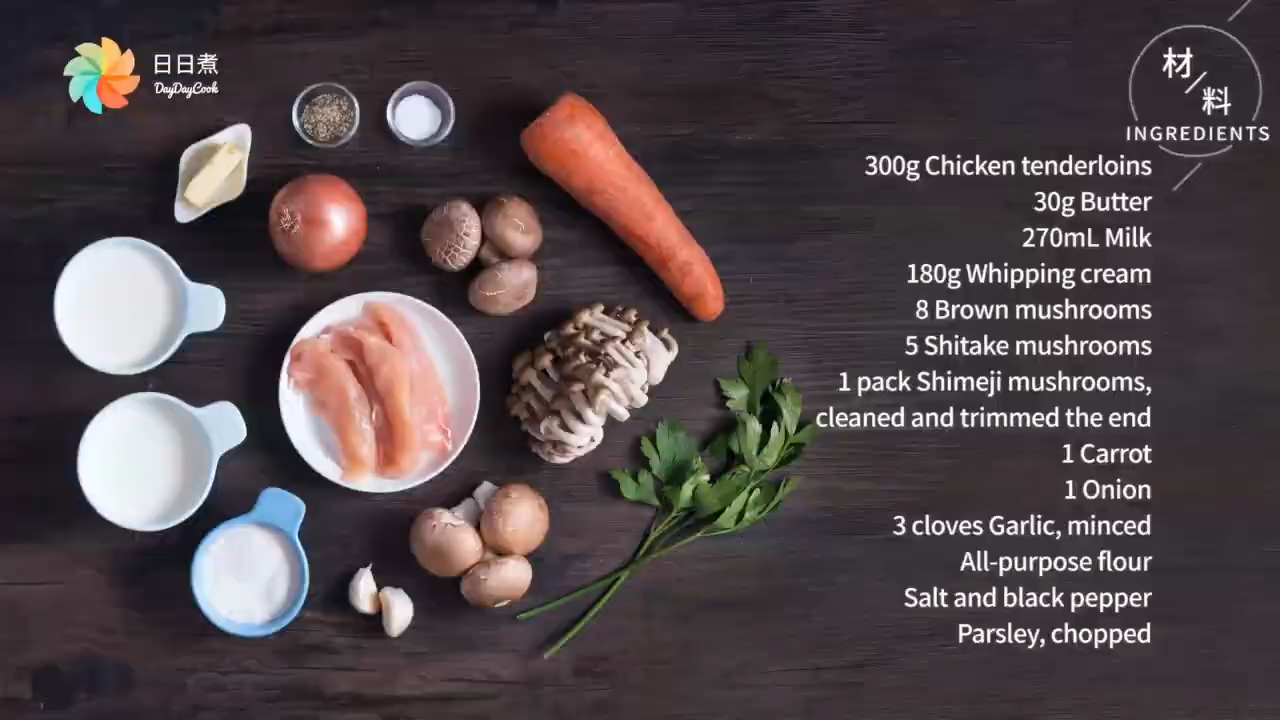 日日煮
DayDayCook
材
料
INGREDIENTS
300g Chicken tenderloins
30g Butter
270mL Milk
180g Whipping cream
8 Brown mushrooms
5 Shitake mushrooms
1 pack Shimeji mushrooms,
cleaned and trimmed the end
1 Carrot
1 Onion
3 cloves Garlic, minced
All-purpose flour
Salt and black pepper
Parsley, chopped